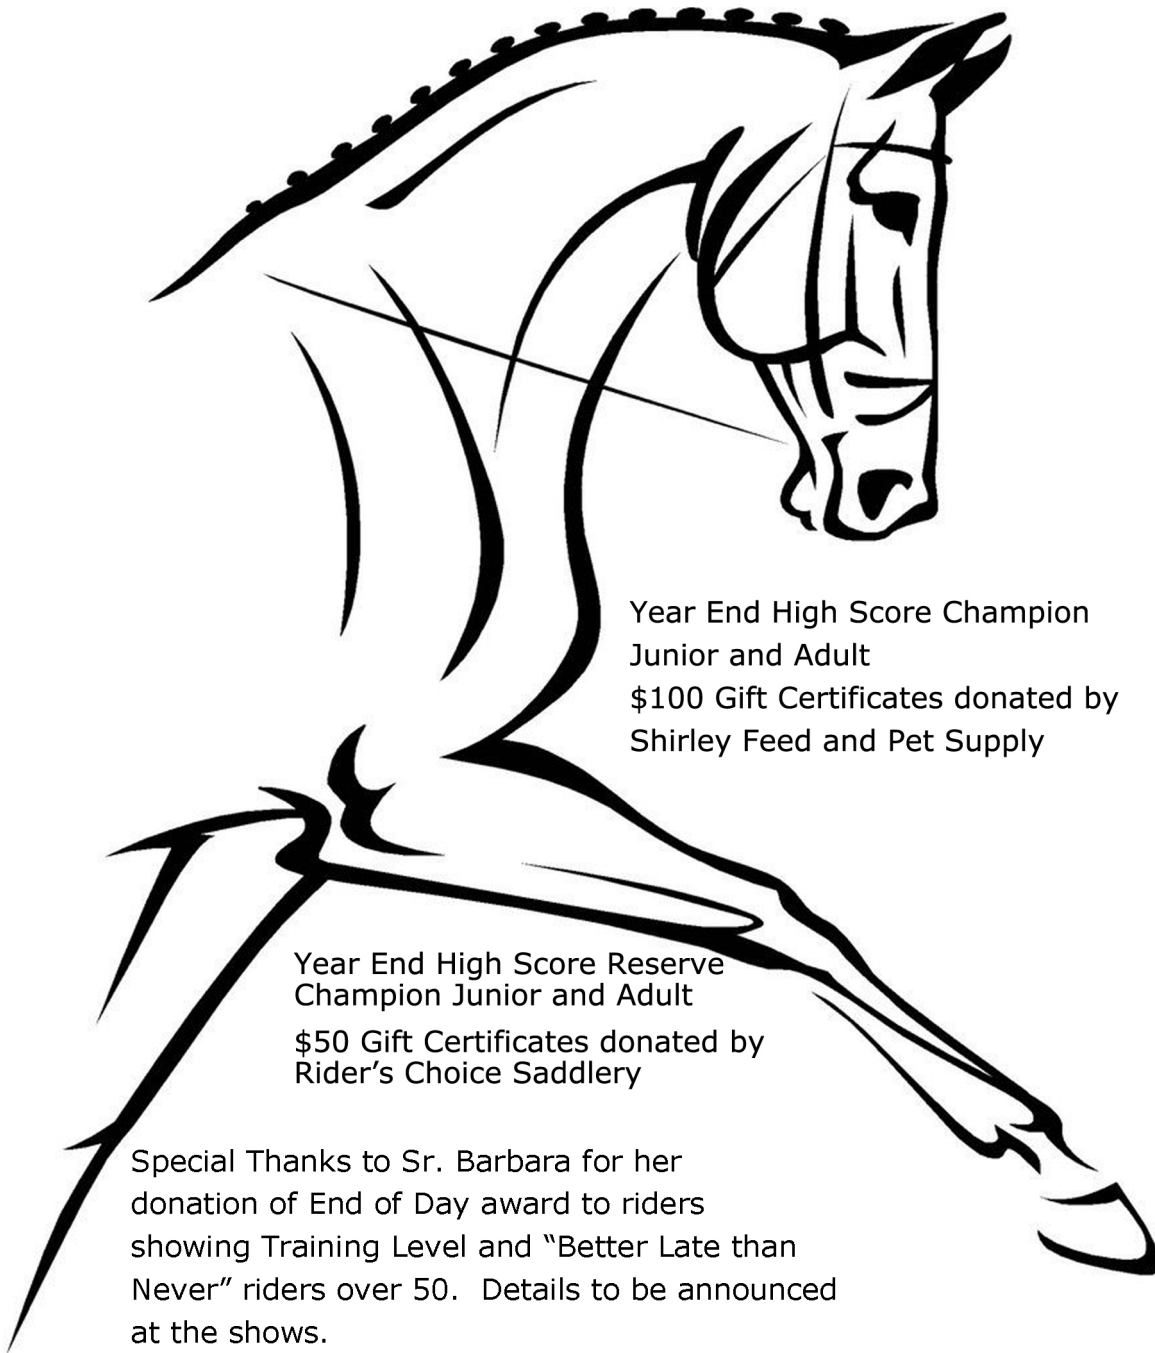 Year End High Score Champion
Junior and Adult
$100 Gift Certificates donated by
Shirley Feed and Pet Supply
Year End High Score Reserve
Champion Junior and Adult
$50 Gift Certificates donated by
Rider’s Choice Saddlery
Special Thanks to Sr. Barbara for her
donation of End of Day award to riders
showing Training Level and “Better Late than
Never” riders over 50.  Details to be announced
at the shows.